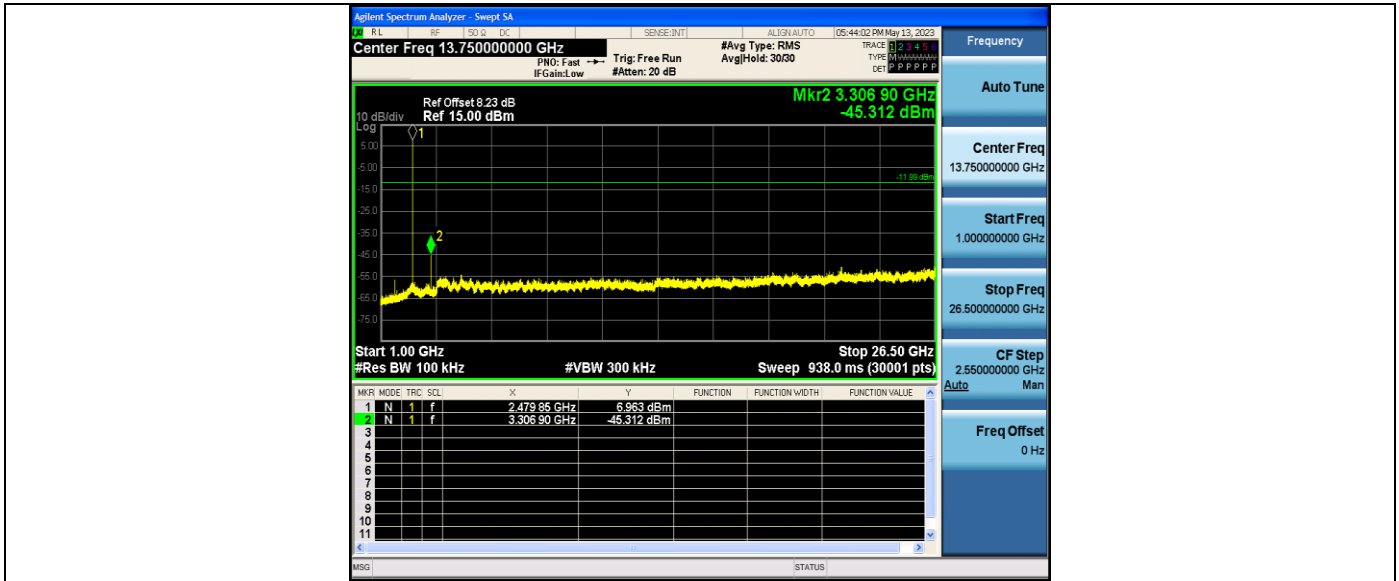 Agilent Spectrum Analyzer - Swept SA
RL RF 50 Ω DC SENSE:INT ALIGN AUTO 05:44:02 PM May 13, 2023
Center Freq 13.750000000 GHz
PNO: Fast
IFGain:Low
Trig: Free Run
#Atten: 20 dB
#Avg Type: RMS
Avg|Hold: 30/30
TRACE 1 2 3 4 5 6
TYPE M
DET P P P P P P
Mkr2 3.306 90 GHz
-45.312 dBm
Ref Offset 8.23 dB
10 dB/div Ref 15.00 dBm
Log
1
5.00
-5.00
-11.99 dBm
-15.0
-25.0
-35.0
2
-45.0
-55.0
-65.0
-75.0
Start 1.00 GHz Stop 26.50 GHz
#Res BW 100 kHz #VBW 300 kHz Sweep 938.0 ms (30001 pts)
MKR MODE TRC SCL X Y FUNCTION FUNCTION WIDTH FUNCTION VALUE
1 N 1 f 2.479 85 GHz 6.963 dBm
2 N 1 f 3.306 90 GHz -45.312 dBm
3
4
5
6
7
8
9
10
11
MSG STATUS
Frequency
Auto Tune
Center Freq
13.750000000 GHz
Start Freq
1.000000000 GHz
Stop Freq
26.500000000 GHz
CF Step
2.550000000 GHz
Auto Man
Freq Offset
0 Hz